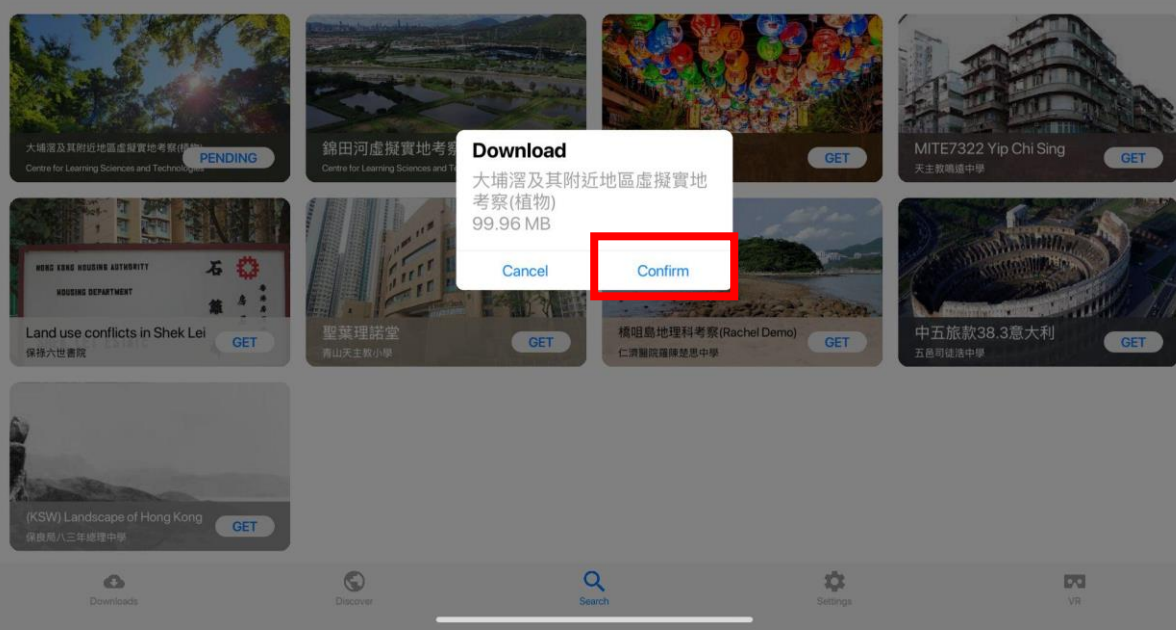 大埔滘及其附近地區虛擬實地考察(植物)
Centre for Learning Sciences and Technologies
PENDING
錦田河虛擬實地考察
Centre for Learning Sciences and T
GET
MITE7322 Yip Chi Sing
天主教鳴遠中學
GET
Download
大埔滘及其附近地區虛擬實地
考察(植物)
99.96 MB
Cancel
Confirm
HONG KONG HOUSING AUTHORITY
HOUSING DEPARTMENT
石
籬
Land use conflicts in Shek Lei
保祿六世書院
GET
聖葉理諾堂
青山天主教小學
GET
橋咀島地理科考察(Rachel Demo)
仁濟醫院羅陳楚思中學
GET
中五旅款38.3意大利
五邑司徒浩中學
GET
(KSW) Landscape of Hong Kong
保良局八三年總理中學
GET
Downloads
Discover
Search
Settings
VR